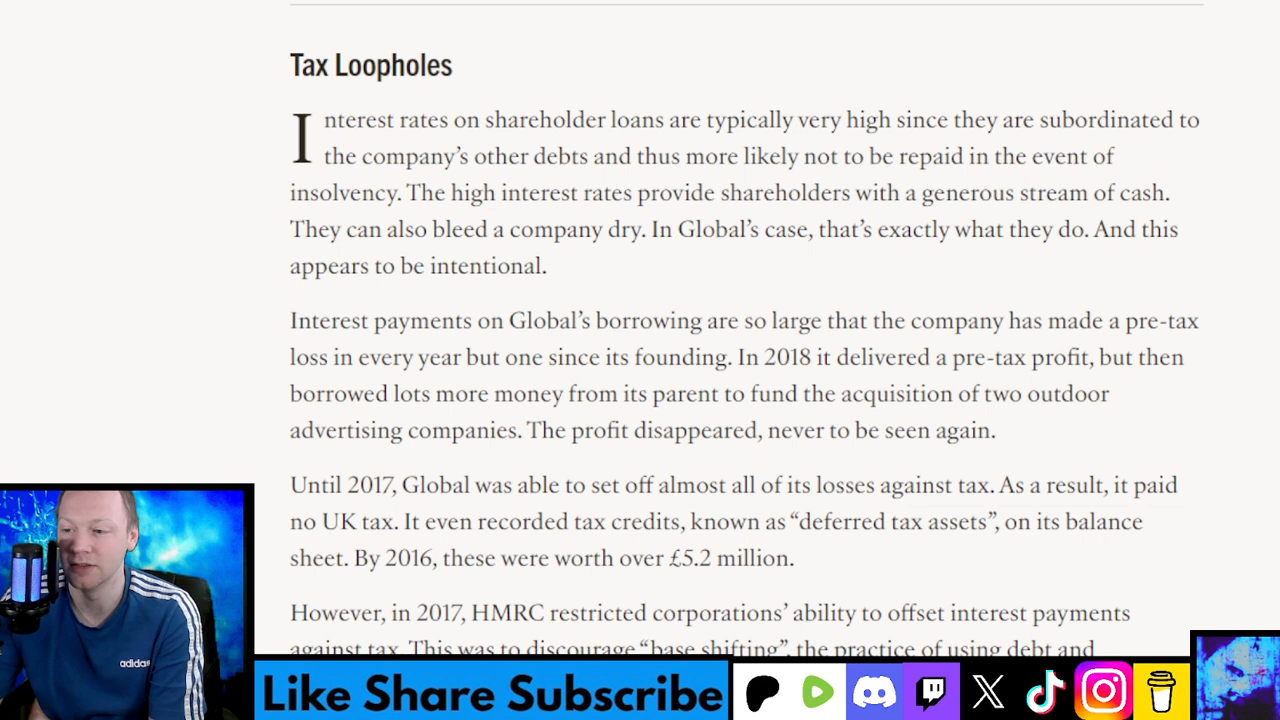 Tax Loopholes
Interest rates on shareholder loans are typically very high since they are subordinated to
the company’s other debts and thus more likely not to be repaid in the event of
insolvency. The high interest rates provide shareholders with a generous stream of cash.
They can also bleed a company dry. In Global’s case, that’s exactly what they do. And this
appears to be intentional.
Interest payments on Global’s borrowing are so large that the company has made a pre-tax
loss in every year but one since its founding. In 2018 it delivered a pre-tax profit, but then
borrowed lots more money from its parent to fund the acquisition of two outdoor
advertising companies. The profit disappeared, never to be seen again.
Until 2017, Global was able to set off almost all of its losses against tax. As a result, it paid
no UK tax. It even recorded tax credits, known as “deferred tax assets”, on its balance
sheet. By 2016, these were worth over £5.2 million.
However, in 2017, HMRC restricted corporations’ ability to offset interest payments
against tax. This was to discourage “base shifting”, the practice of using debt and
adidas
Like Share Subscribe